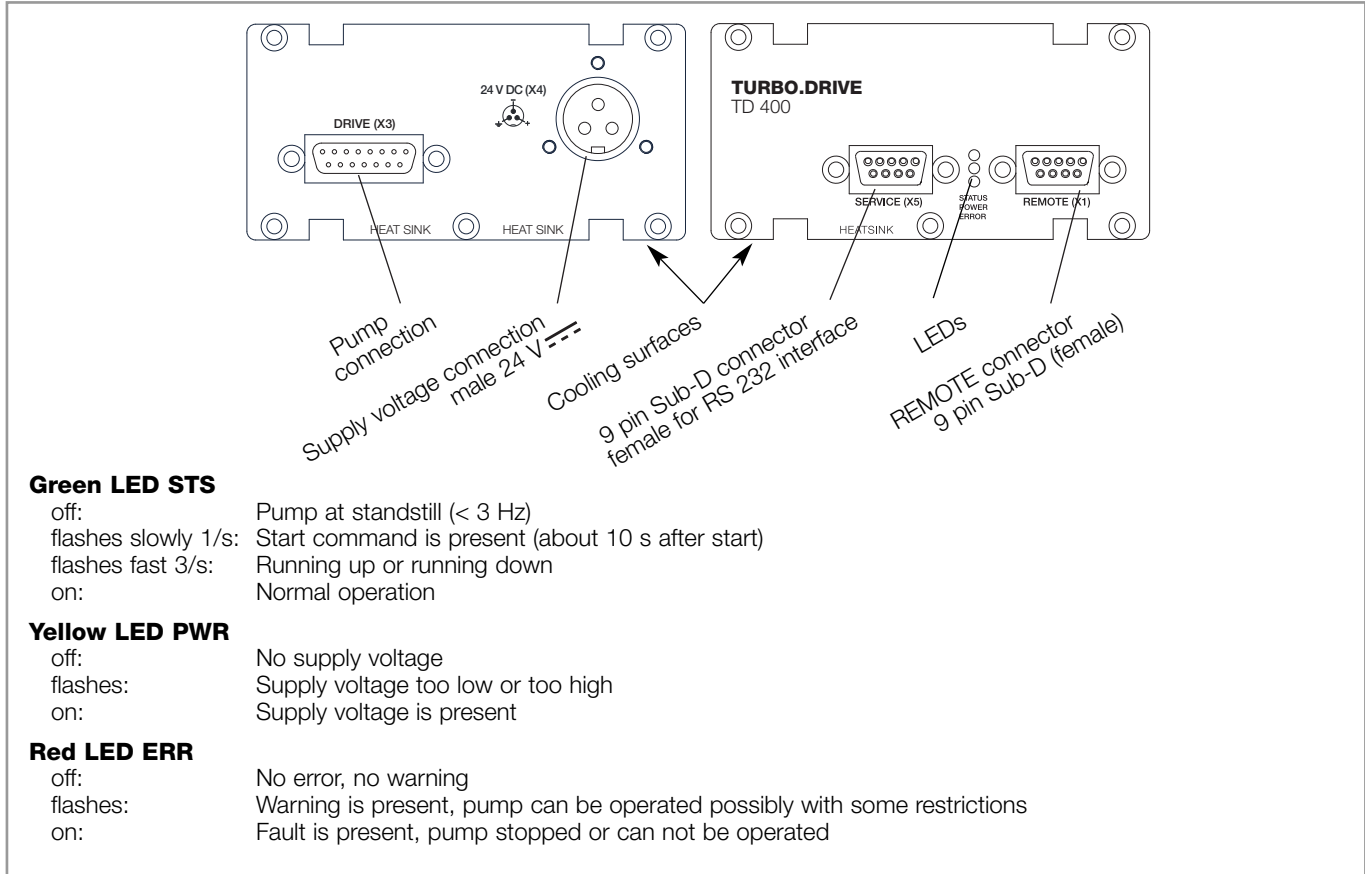 24 V DC (X4)
DRIVE (X3)
HEAT SINK
HEAT SINK
TURBO.DRIVE
TD 400
SERVICE (X5)
STATUS
POWER
ERROR
REMOTE (X1)
HEATSINK
Pump
connection
Supply voltage connection
male 24 V
Cooling surfaces
9 pin Sub-D connector
female for RS 232 interface
LEDs
REMOTE connector
9 pin Sub-D (female)
Green LED STS
off: Pump at standstill (< 3 Hz)
flashes slowly 1/s: Start command is present (about 10 s after start)
flashes fast 3/s: Running up or running down
on: Normal operation
Yellow LED PWR
off: No supply voltage
flashes: Supply voltage too low or too high
on: Supply voltage is present
Red LED ERR
off: No error, no warning
flashes: Warning is present, pump can be operated possibly with some restrictions
on: Fault is present, pump stopped or can not be operated